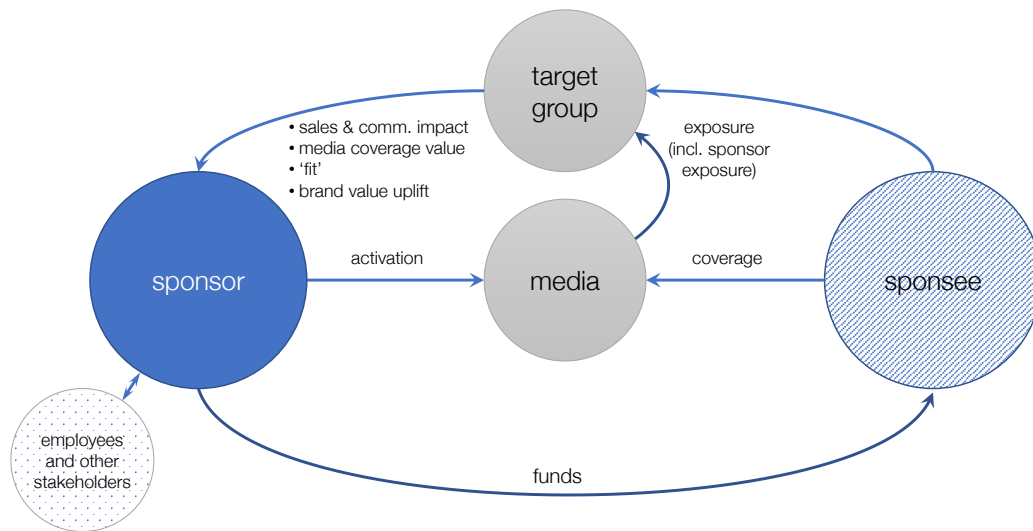 target
group
• sales & comm. impact
• media coverage value
• ‘fit’
• brand value uplift
exposure
(incl. sponsor
exposure)
sponsor
activation
media
coverage
sponsee
employees
and other
stakeholders
funds